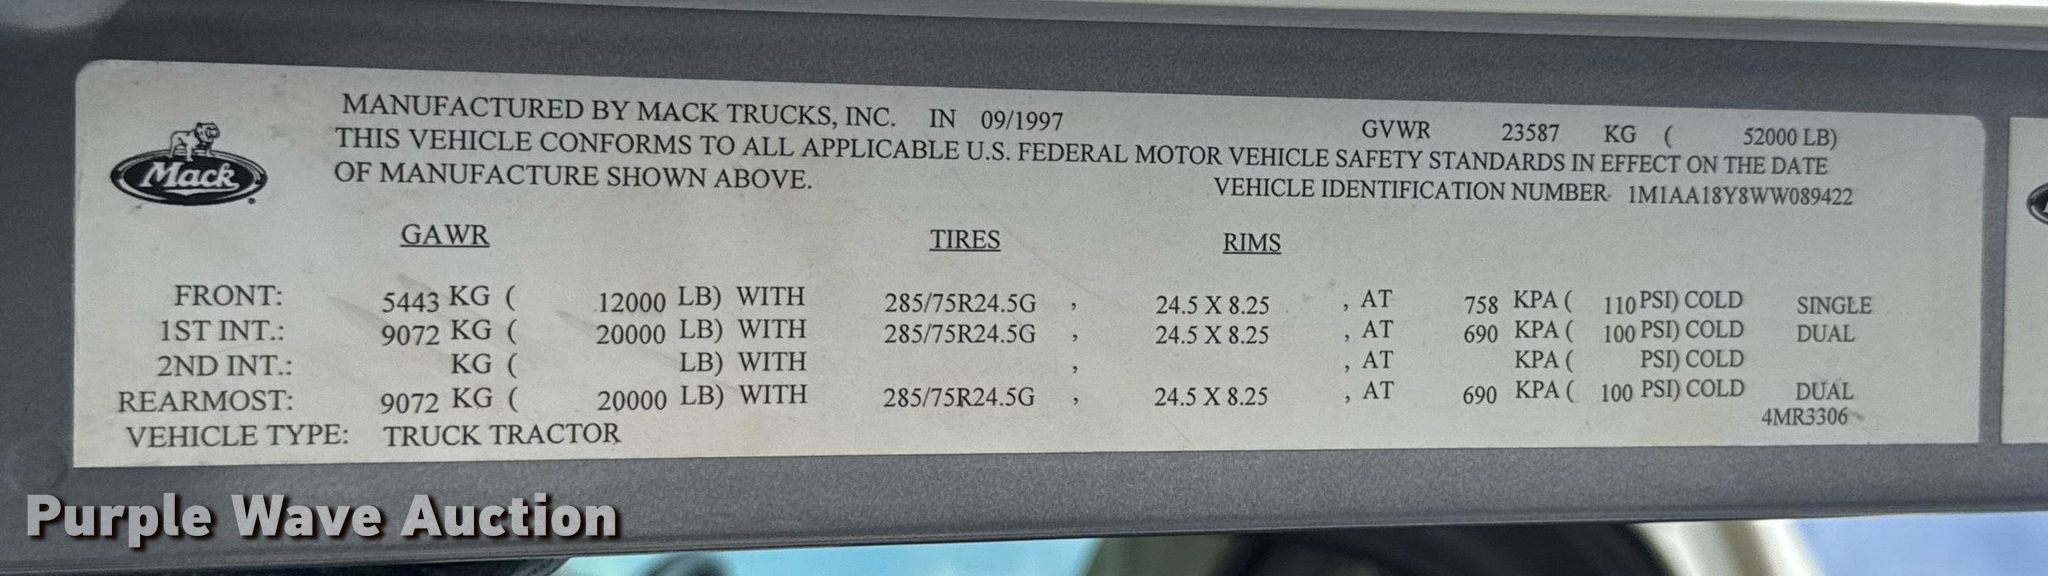 MANUFACTURED BY MACK TRUCKS, INC. IN 09/1997 GVWR 23587 KG ( 52000 LB)
THIS VEHICLE CONFORMS TO ALL APPLICABLE U.S. FEDERAL MOTOR VEHICLE SAFETY STANDARDS IN EFFECT ON THE DATE
OF MANUFACTURE SHOWN ABOVE. VEHICLE IDENTIFICATION NUMBER 1M1AA18Y8WW089422
Mack
GAWR TIRES RIMS
FRONT: 5443 KG ( 12000 LB) WITH 285/75R24.5G , 24.5 X 8.25 , AT 758 KPA ( 110 PSI) COLD SINGLE
1ST INT.: 9072 KG ( 20000 LB) WITH 285/75R24.5G , 24.5 X 8.25 , AT 690 KPA ( 100 PSI) COLD DUAL
2ND INT.: KG ( LB) WITH , , AT KPA ( PSI) COLD
REARMOST: 9072 KG ( 20000 LB) WITH 285/75R24.5G , 24.5 X 8.25 , AT 690 KPA ( 100 PSI) COLD DUAL
4MR3306
VEHICLE TYPE: TRUCK TRACTOR
Purple Wave Auction